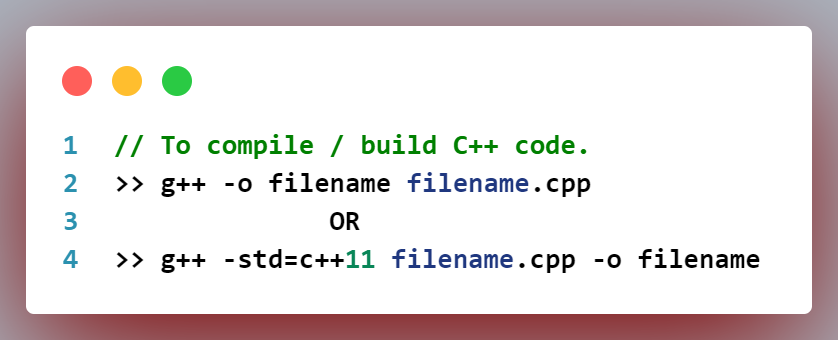 1 // To compile / build C++ code.
2 >> g++ -o filename filename.cpp
3 OR
4 >> g++ -std=c++11 filename.cpp -o filename